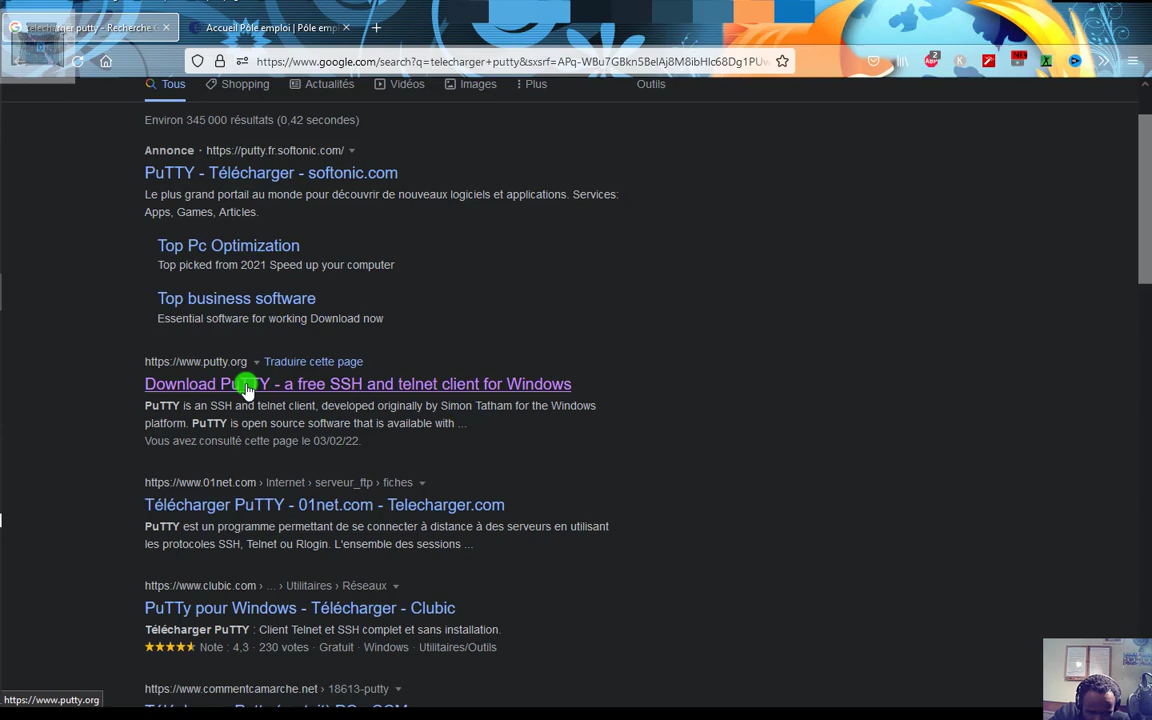 telecharger putty - Recherche G
Accueil Pôle emploi | Pôle emp
https://www.google.com/search?q=telecharger+putty&sxsrf=APq-WBu7GBkn5BelAj8M8ibHlc68Dg1PUw
Tous
Shopping
Actualités
Vidéos
Images
Plus
Outils
Environ 345 000 résultats (0,42 secondes)
Annonce · https://putty.fr.softonic.com/
PuTTY - Télécharger - softonic.com
Le plus grand portail au monde pour découvrir de nouveaux logiciels et applications. Services:
Apps, Games, Articles.
Top Pc Optimization
Top picked from 2021 Speed up your computer
Top business software
Essential software for working Download now
https://www.putty.org Traduire cette page
Download PuTTY - a free SSH and telnet client for Windows
PuTTY is an SSH and telnet client, developed originally by Simon Tatham for the Windows
platform. PuTTY is open source software that is available with ...
Vous avez consulté cette page le 03/02/22.
https://www.01net.com › Internet › serveur_ftp › fiches
Télécharger PuTTY - 01net.com - Telecharger.com
PuTTY est un programme permettant de se connecter à distance à des serveurs en utilisant
les protocoles SSH, Telnet ou Rlogin. L'ensemble des sessions ...
https://www.clubic.com › ... › Utilitaires › Réseaux
PuTTy pour Windows - Télécharger - Clubic
Télécharger PuTTY : Client Telnet et SSH complet et sans installation.
Note : 4,3 · 230 votes · Gratuit · Windows · Utilitaires/Outils
https://www.commentcamarche.net › 18613-putty
https://www.putty.org